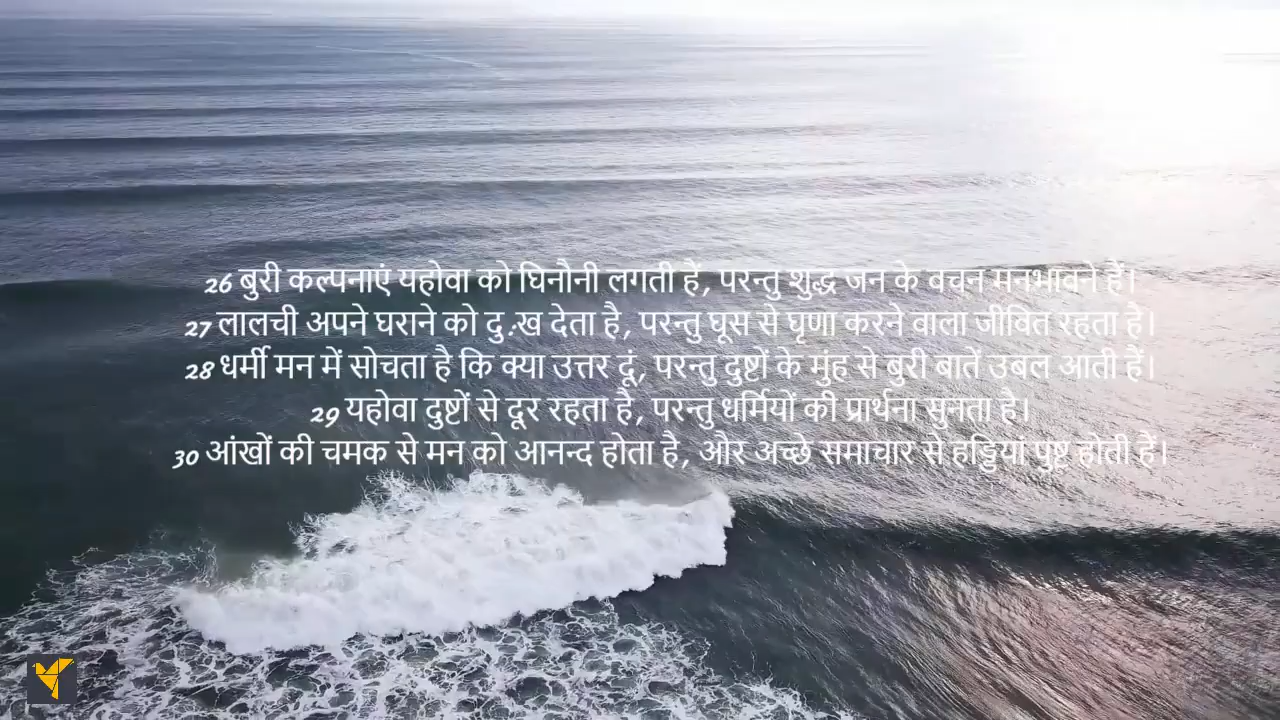 26 बुरी कल्पनाएं यहोवा को घिनौनी लगती हैं, परन्तु शुद्ध जन के वचन मनभावने हैं।
27 लालची अपने घराने को दु:ख देता है, परन्तु घूस से घृणा करने वाला जीवित रहता है।
28 धर्मी मन में सोचता है कि क्या उत्तर दूं, परन्तु दुष्टों के मुंह से बुरी बातें उबल आती हैं।
29 यहोवा दुष्टों से दूर रहता है, परन्तु धर्मियों की प्रार्थना सुनता है।
30 आंखों की चमक से मन को आनन्द होता है, ओर अच्छे समाचार से हड्डियां पुष्ट होती हैं।